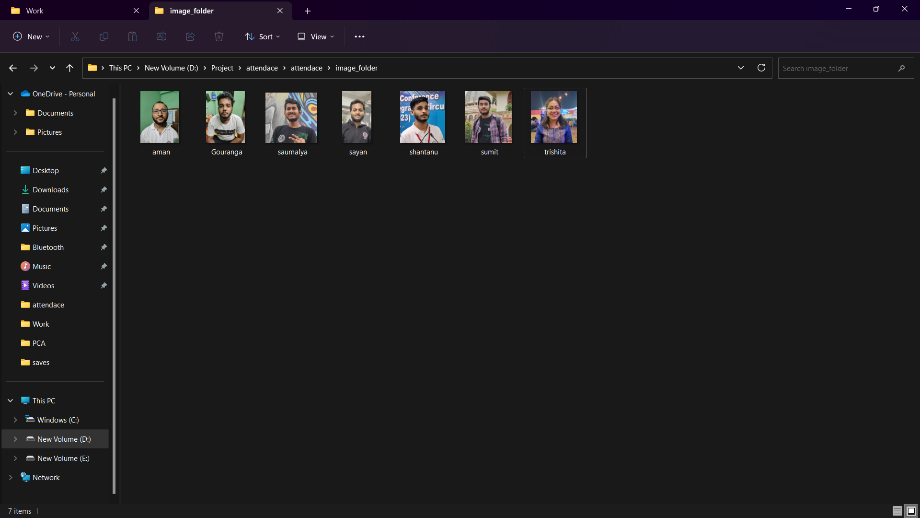 Work
image_folder
New
Sort
View
This PC > New Volume (D:) > Project > attendace > attendace > image_folder
Search image_folder
OneDrive - Personal
Documents
Pictures
Desktop
Downloads
Documents
Pictures
Bluetooth
Music
Videos
attendace
Work
PCA
saves
This PC
Windows (C:)
New Volume (D:)
New Volume (E:)
Network
Conference
23)
aman
Gouranga
saumalya
sayan
shantanu
sumit
trishita
7 items